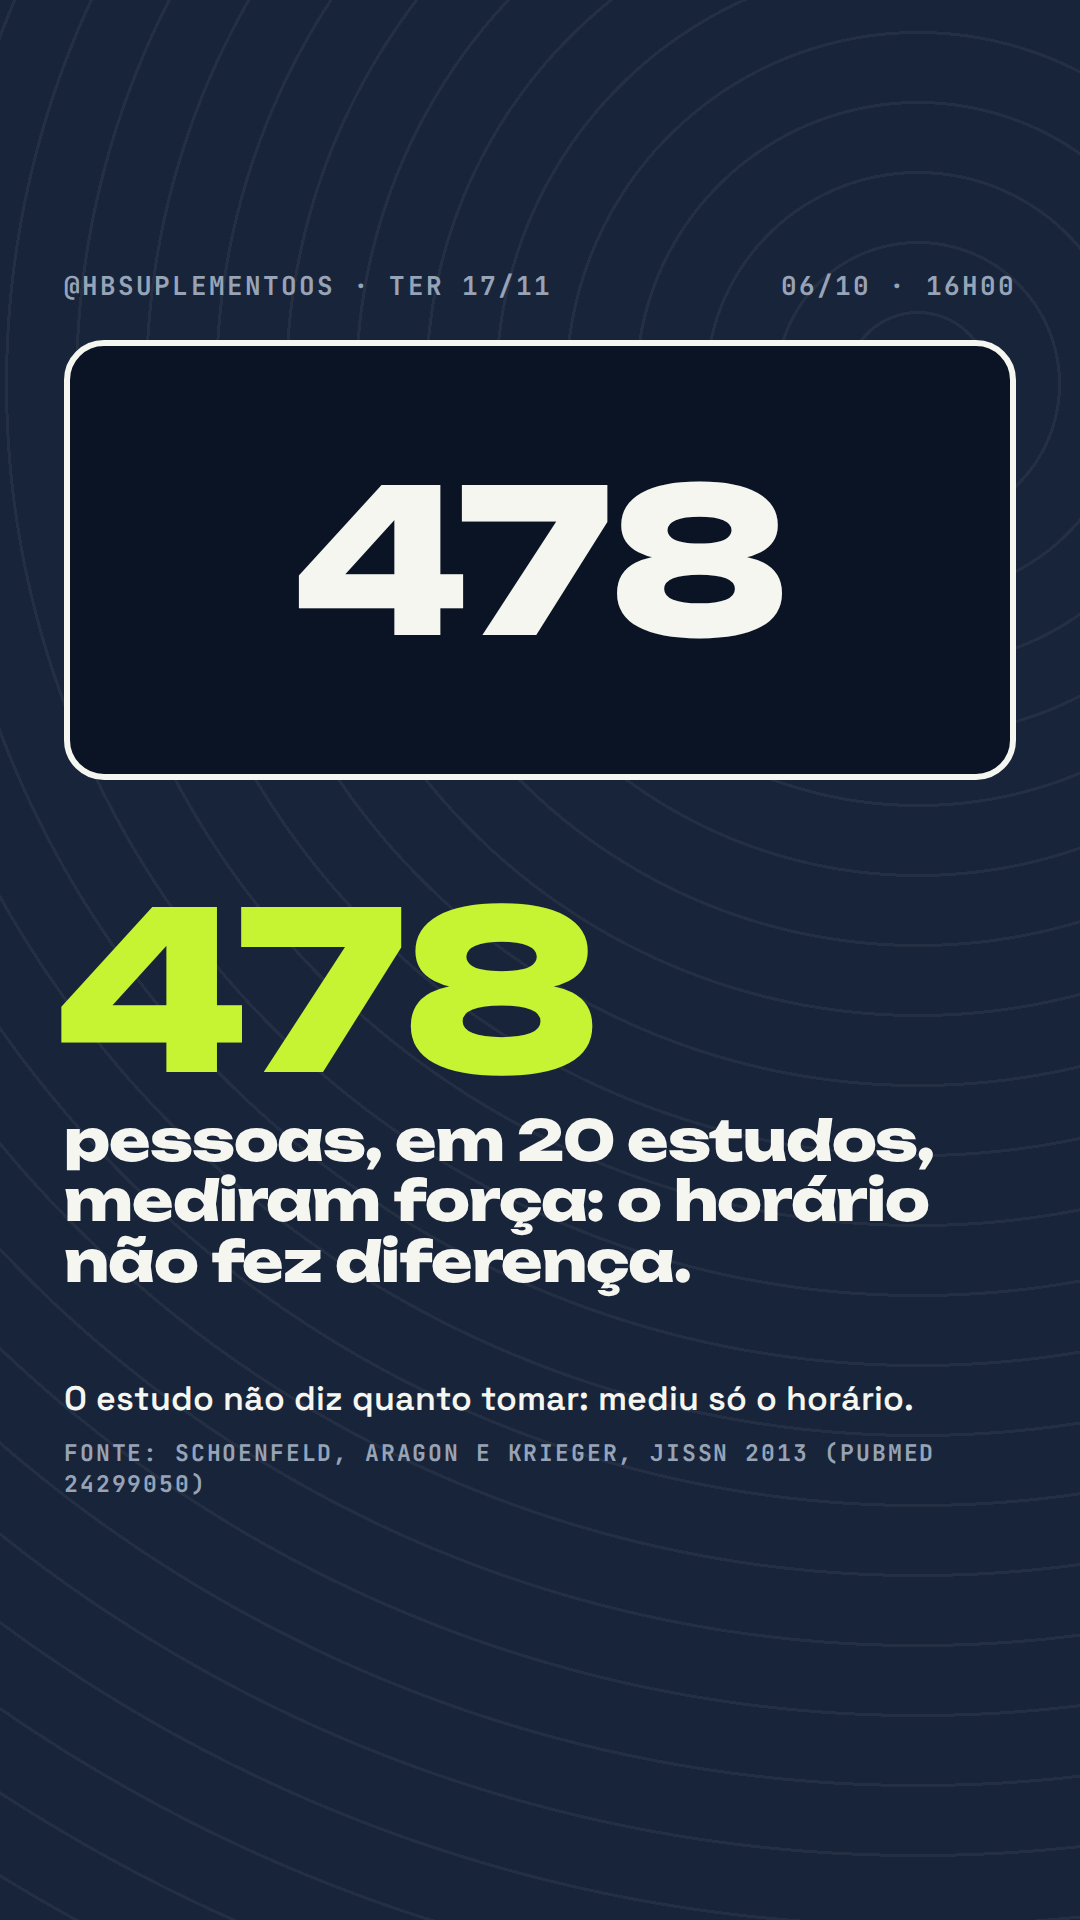 @HBSUPLEMENTOOS · TER 17/11
06/10 · 16H00
478
478
pessoas, em 20 estudos,
mediram força: o horário
não fez diferença.
O estudo não diz quanto tomar: mediu só o horário.
FONTE: SCHOENFELD, ARAGON E KRIEGER, JISSN 2013 (PUBMED
24299050)